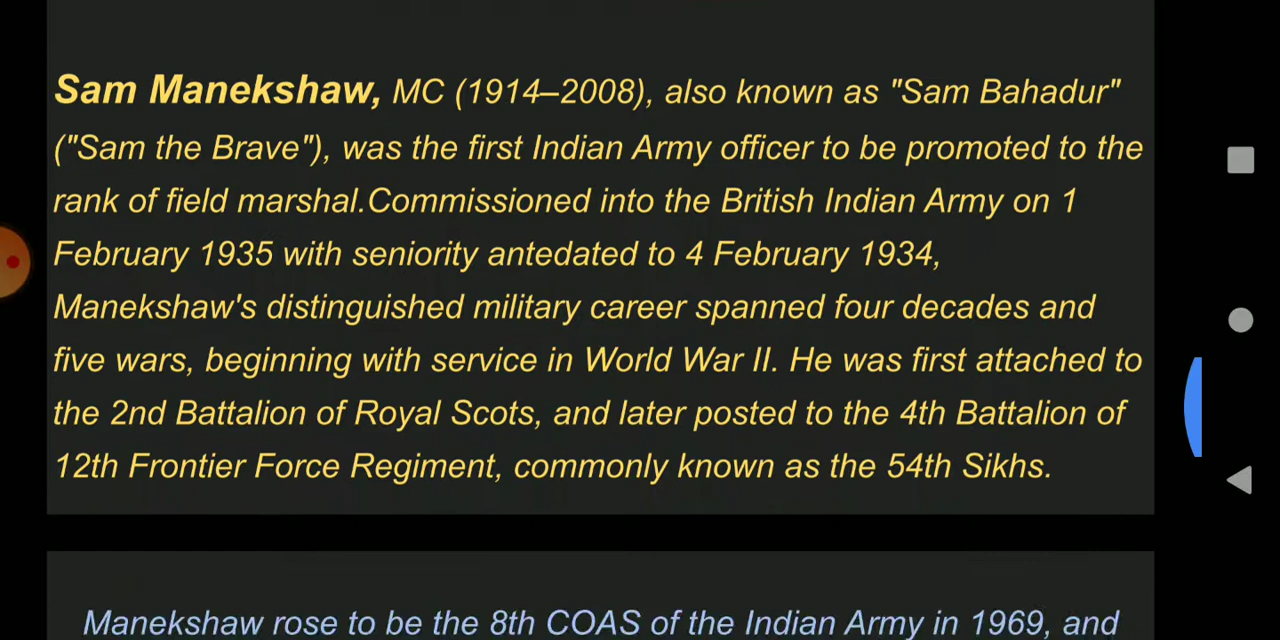 Sam Manekshaw, MC (1914–2008), also known as "Sam Bahadur"
("Sam the Brave"), was the first Indian Army officer to be promoted to the
rank of field marshal.Commissioned into the British Indian Army on 1
February 1935 with seniority antedated to 4 February 1934,
Manekshaw's distinguished military career spanned four decades and
five wars, beginning with service in World War II. He was first attached to
the 2nd Battalion of Royal Scots, and later posted to the 4th Battalion of
12th Frontier Force Regiment, commonly known as the 54th Sikhs.
Manekshaw rose to be the 8th COAS of the Indian Army in 1969, and